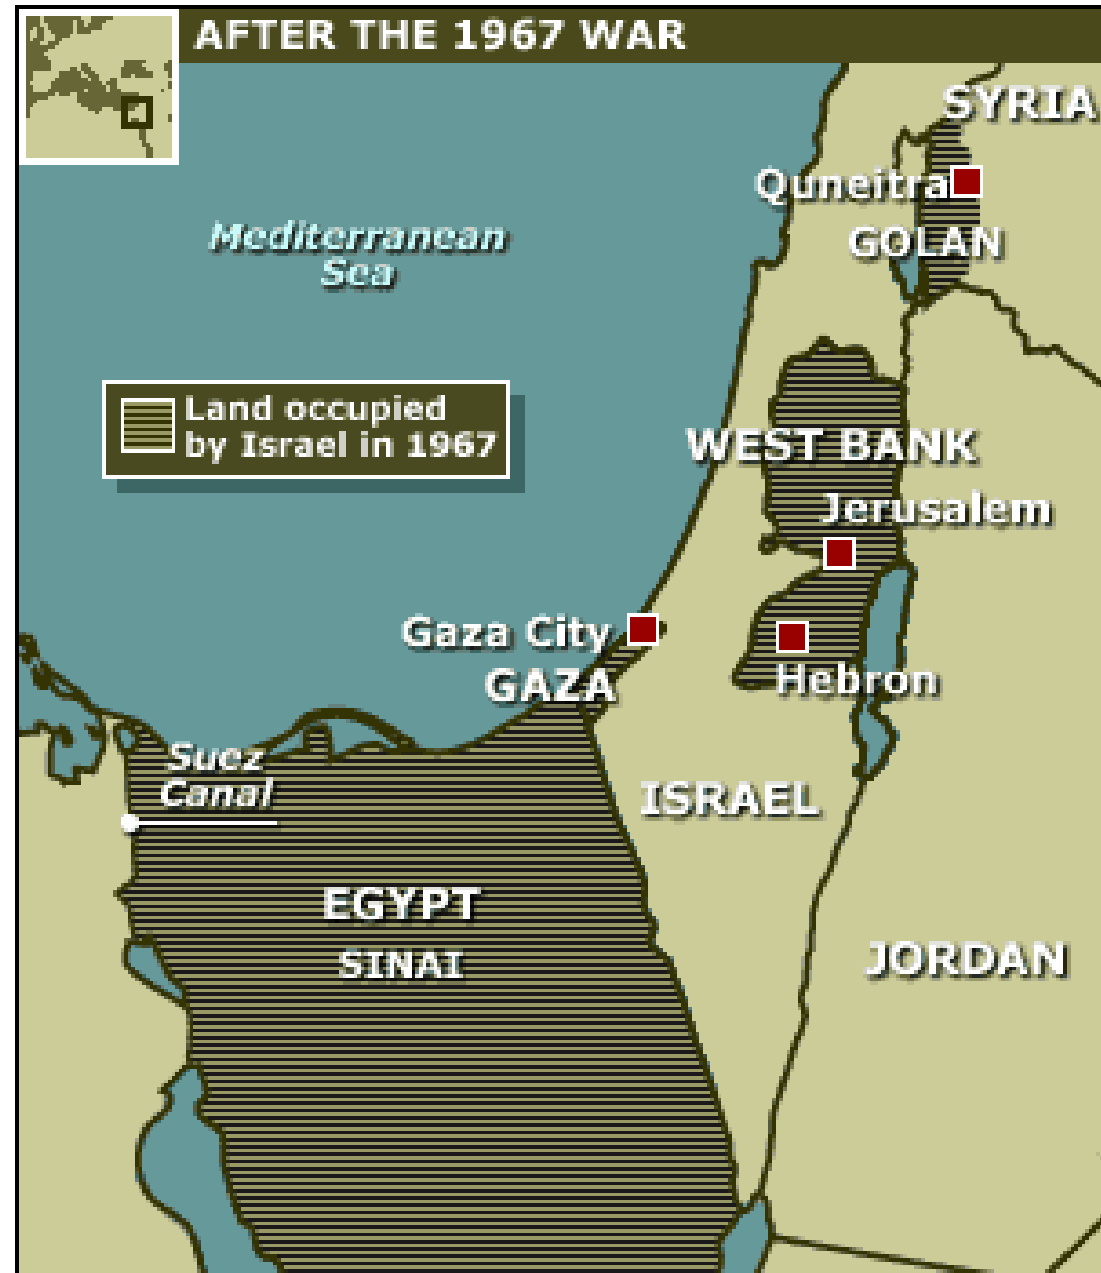 AFTER THE 1967 WAR
SYRIA
Quneitra
GOLAN
Mediterranean
Sea
Land occupied
by Israel in 1967
WEST BANK
Jerusalem
Gaza City
GAZA
Hebron
Suez
Canal
ISRAEL
EGYPT
SINAI
JORDAN